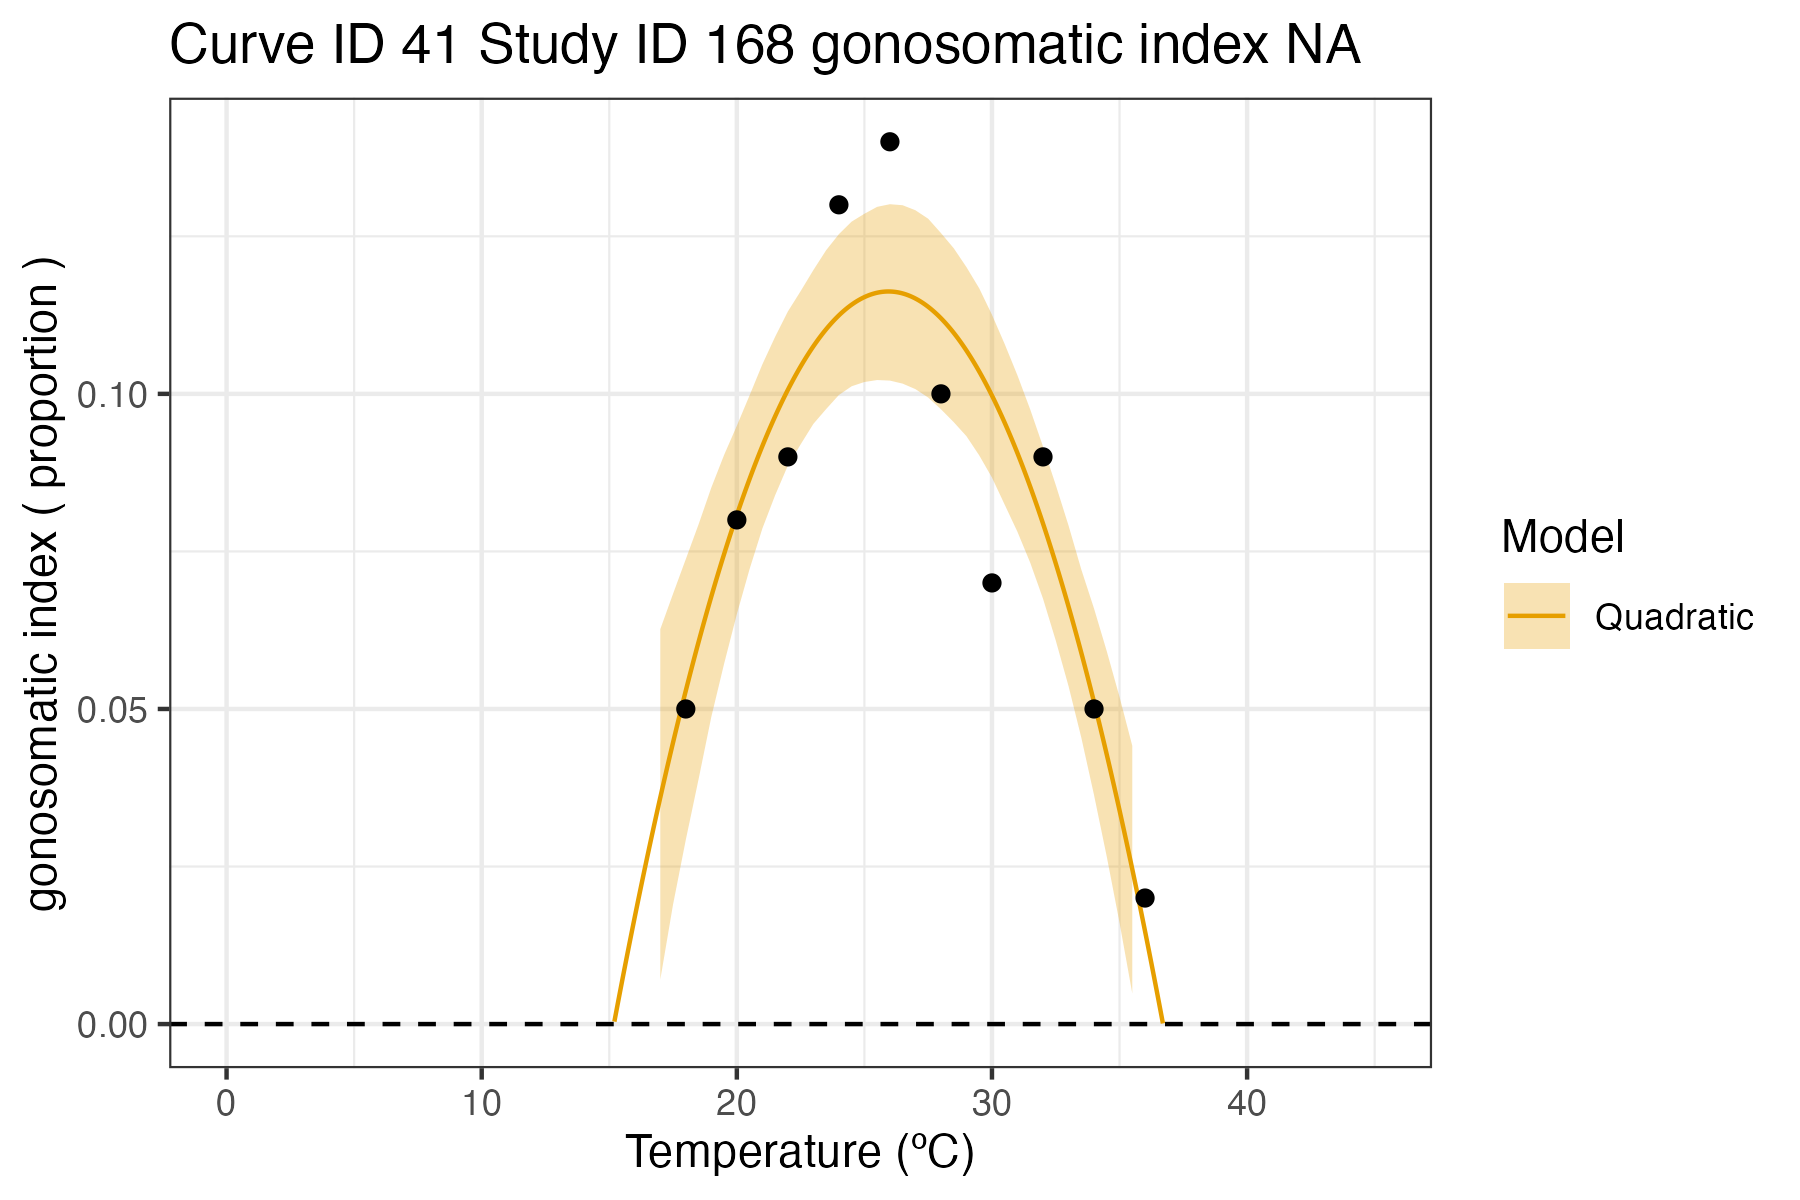 Curve ID 41 Study ID 168 gonosomatic index NA
gonosomatic index ( proportion )
0.10
0.05
0.00
0 10 20 30 40
Temperature (ºC)
Model
Quadratic